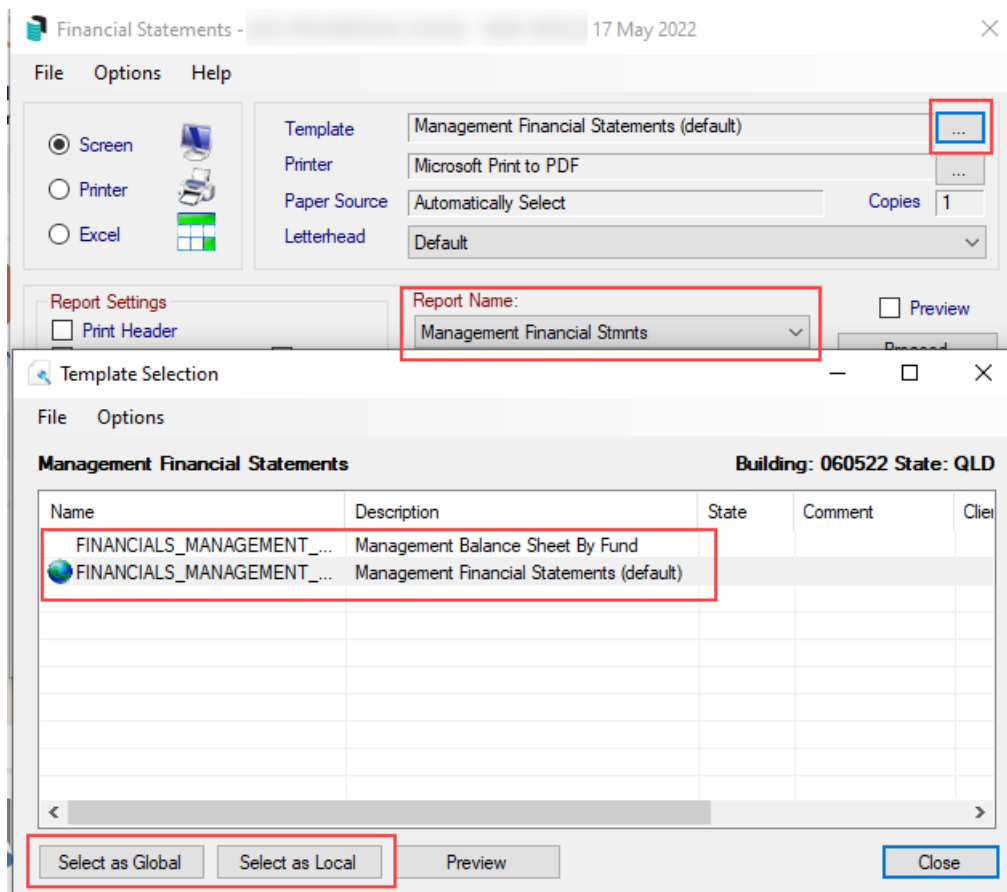 Financial Statements - 17 May 2022
File Options Help
Screen
Printer
Excel
Template Management Financial Statements (default) ...
Printer Microsoft Print to PDF ...
Paper Source Automatically Select Copies 1
Letterhead Default
Report Settings
Print Header
Report Name:
Management Financial Stmnts
Preview
Proceed
Template Selection
File Options
Management Financial Statements Building: 060522 State: QLD
Name Description State Comment Clien
FINANCIALS_MANAGEMENT_... Management Balance Sheet By Fund
FINANCIALS_MANAGEMENT_... Management Financial Statements (default)
Select as Global Select as Local Preview Close